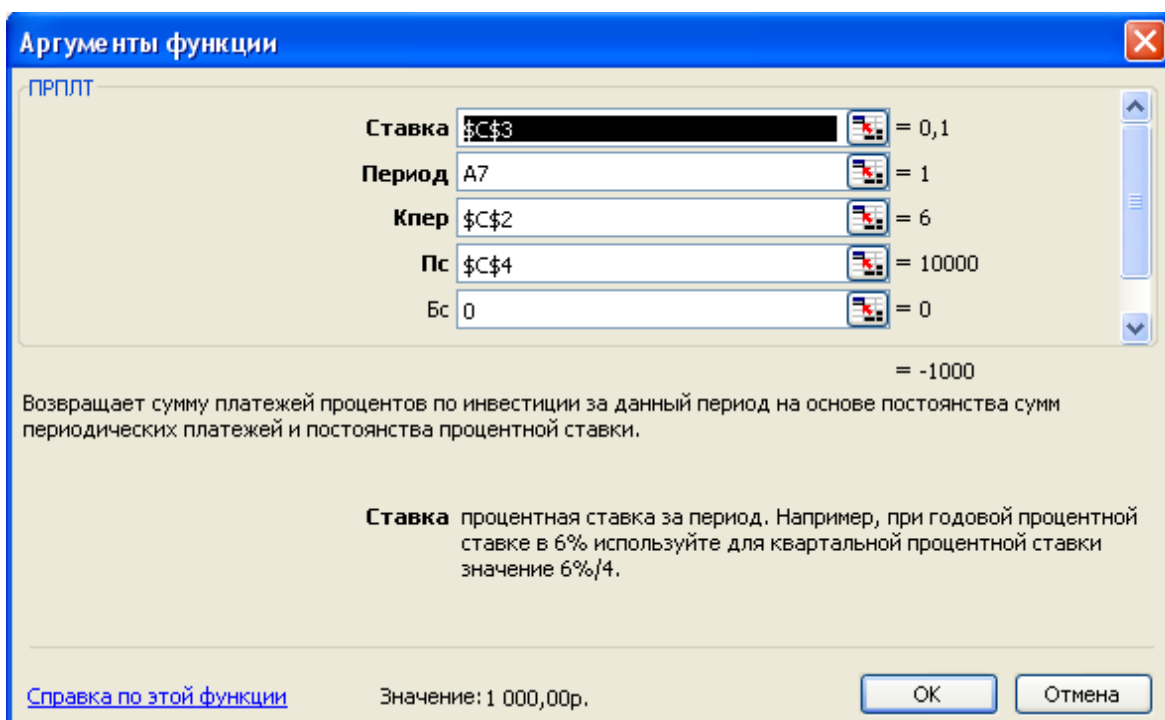 Аргументы функции
ПРПЛТ
Ставка $C$3 = 0,1
Период A7 = 1
Кпер $C$2 = 6
Пс $C$4 = 10000
Бс 0 = 0
= -1000
Возвращает сумму платежей процентов по инвестиции за данный период на основе постоянства сумм
периодических платежей и постоянства процентной ставки.
Ставка процентная ставка за период. Например, при годовой процентной
ставке в 6% используйте для квартальной процентной ставки
значение 6%/4.
Справка по этой функции Значение: 1 000,00р. ОК Отмена